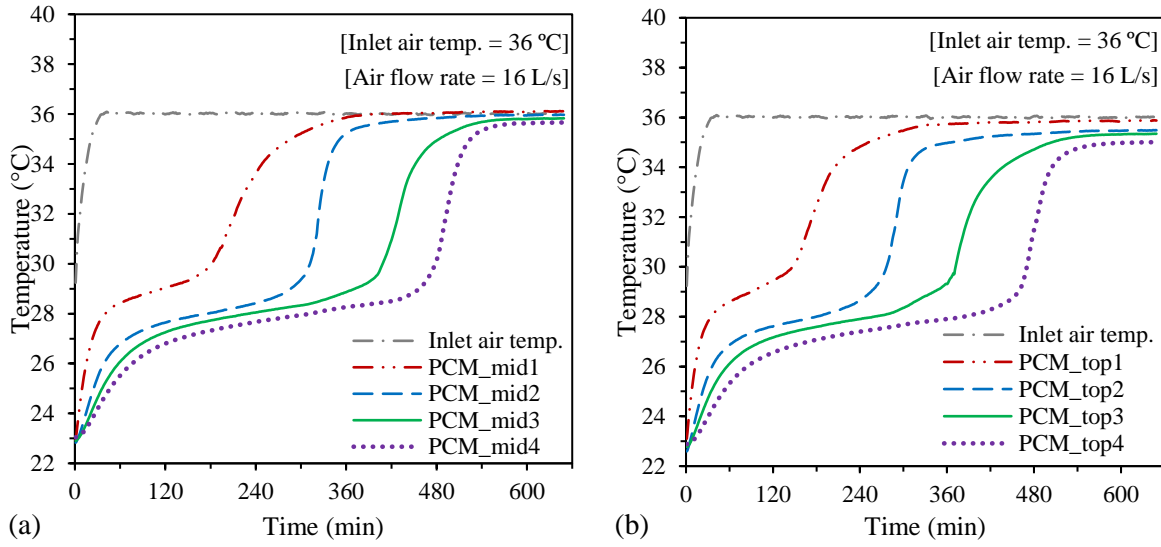 40
38
36
34
32
30
28
26
24
22
Temperature (°C)
[Inlet air temp. = 36 ºC]
[Air flow rate = 16 L/s]
Inlet air temp.
PCM_mid1
PCM_mid2
PCM_mid3
PCM_mid4
0 120 240 360 480 600
(a) Time (min)
40
38
36
34
32
30
28
26
24
22
Temperature (°C)
[Inlet air temp. = 36 ºC]
[Air flow rate = 16 L/s]
Inlet air temp.
PCM_top1
PCM_top2
PCM_top3
PCM_top4
0 120 240 360 480 600
(b) Time (min)